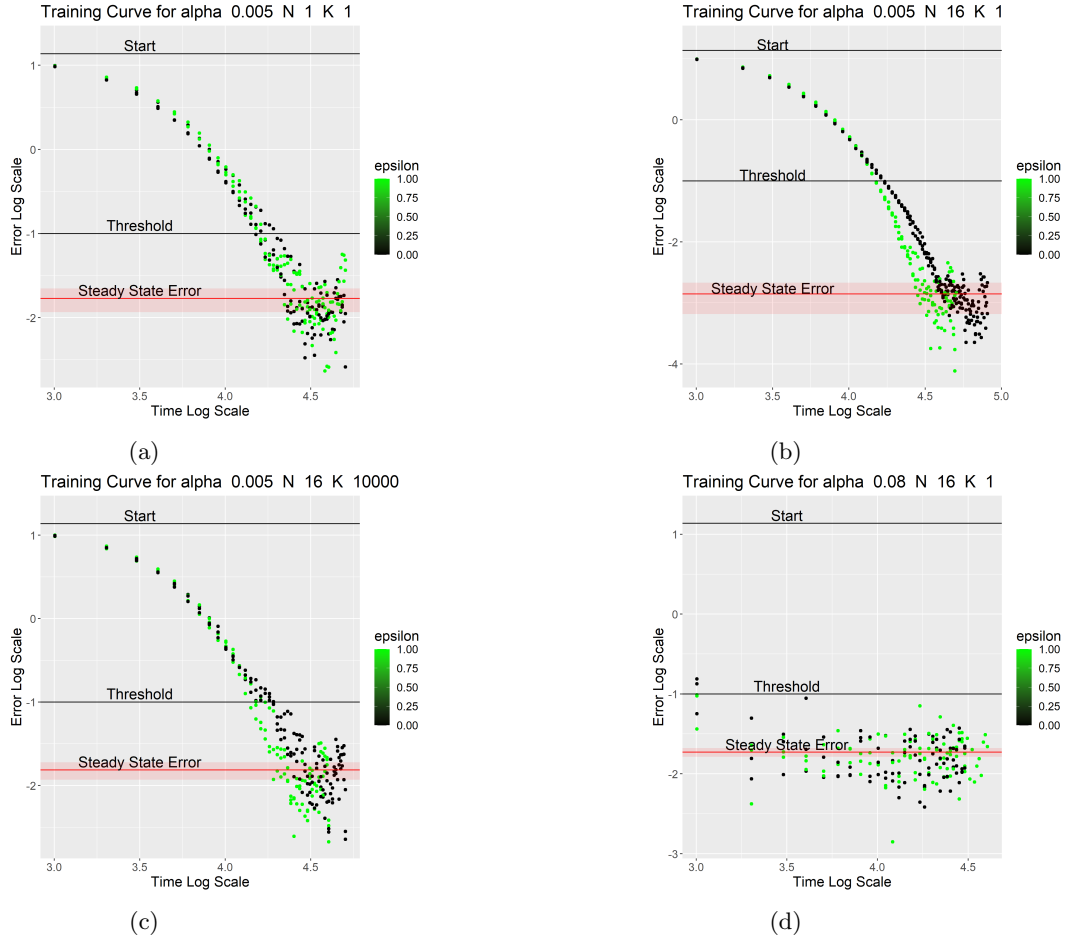 Training Curve for alpha 0.005 N 1 K 1
Start
Threshold
Steady State Error
1
0
-1
-2
Error Log Scale
3.0 3.5 4.0 4.5
Time Log Scale
epsilon
1.00
0.75
0.50
0.25
0.00
(a)
Training Curve for alpha 0.005 N 16 K 1
Start
Threshold
Steady State Error
0
-2
-4
Error Log Scale
3.0 3.5 4.0 4.5 5.0
Time Log Scale
epsilon
1.00
0.75
0.50
0.25
0.00
(b)
Training Curve for alpha 0.005 N 16 K 10000
Start
Threshold
Steady State Error
1
0
-1
-2
Error Log Scale
3.0 3.5 4.0 4.5
Time Log Scale
epsilon
1.00
0.75
0.50
0.25
0.00
(c)
Training Curve for alpha 0.08 N 16 K 1
Start
Threshold
Steady State Error
1
0
-1
-2
-3
Error Log Scale
3.0 3.5 4.0 4.5
Time Log Scale
epsilon
1.00
0.75
0.50
0.25
0.00
(d)